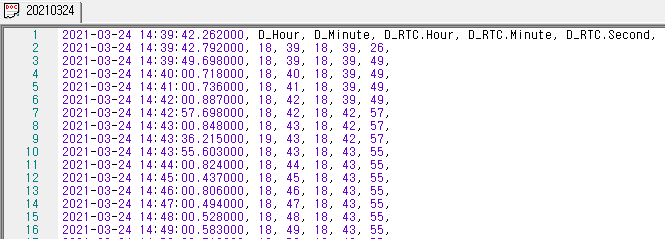 20210324
1 2021-03-24 14:39:42.262000, D_Hour, D_Minute, D_RTC.Hour, D_RTC.Minute, D_RTC.Second,
2 2021-03-24 14:39:42.792000, 18, 39, 18, 39, 26,
3 2021-03-24 14:39:49.698000, 18, 39, 18, 39, 49,
4 2021-03-24 14:40:00.718000, 18, 40, 18, 39, 49,
5 2021-03-24 14:41:00.736000, 18, 41, 18, 39, 49,
6 2021-03-24 14:42:00.887000, 18, 42, 18, 39, 49,
7 2021-03-24 14:42:57.698000, 18, 42, 18, 42, 57,
8 2021-03-24 14:43:00.848000, 18, 43, 18, 42, 57,
9 2021-03-24 14:43:36.215000, 19, 43, 18, 42, 57,
10 2021-03-24 14:43:55.603000, 18, 43, 18, 43, 55,
11 2021-03-24 14:44:00.824000, 18, 44, 18, 43, 55,
12 2021-03-24 14:45:00.437000, 18, 45, 18, 43, 55,
13 2021-03-24 14:46:00.806000, 18, 46, 18, 43, 55,
14 2021-03-24 14:47:00.494000, 18, 47, 18, 43, 55,
15 2021-03-24 14:48:00.528000, 18, 48, 18, 43, 55,
16 2021-03-24 14:49:00.583000, 18, 49, 18, 43, 55,